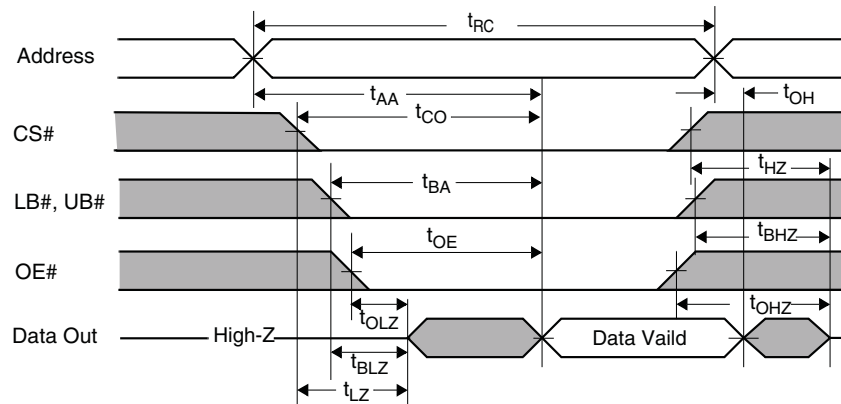 tRC
Address
tAA
tOH
tCO
CS#
tHZ
tBA
LB#, UB#
tBHZ
tOE
OE#
tOHZ
tOLZ
Data Out
High-Z
Data Vaild
tBLZ
tLZ